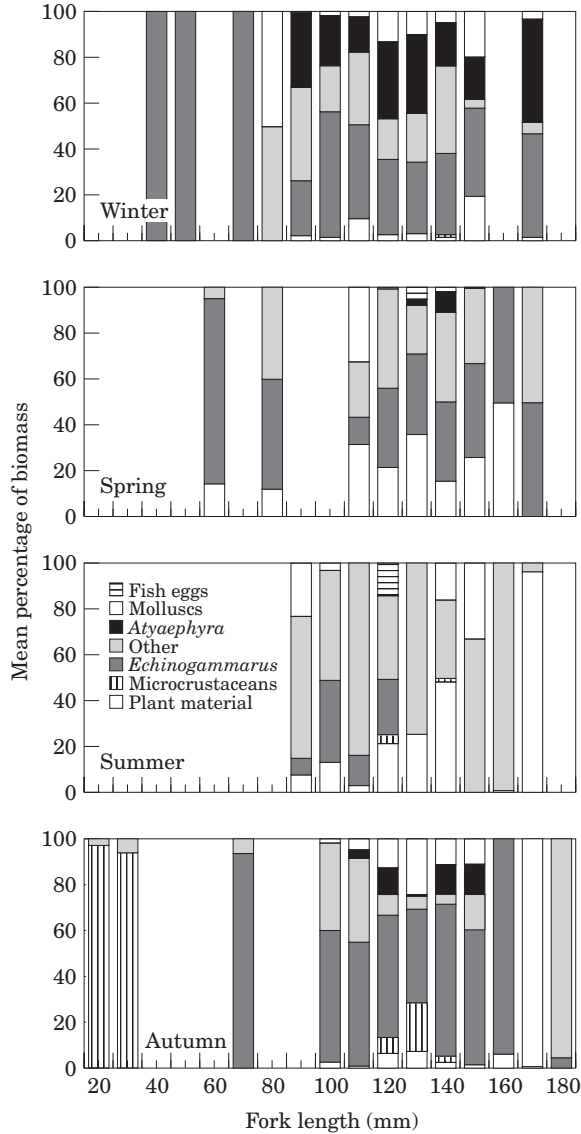 100
80
60
40
20
0
Winter
100
80
60
40
20
0
Spring
Mean percentage of biomass
100
80
60
40
20
0
Fish eggs
Molluscs
Atyaephyra
Other
Echinogammarus
Microcrustaceans
Plant material
Summer
100
80
60
40
20
0
Autumn
20 40 60 80 100 120 140 160 180
Fork length (mm)